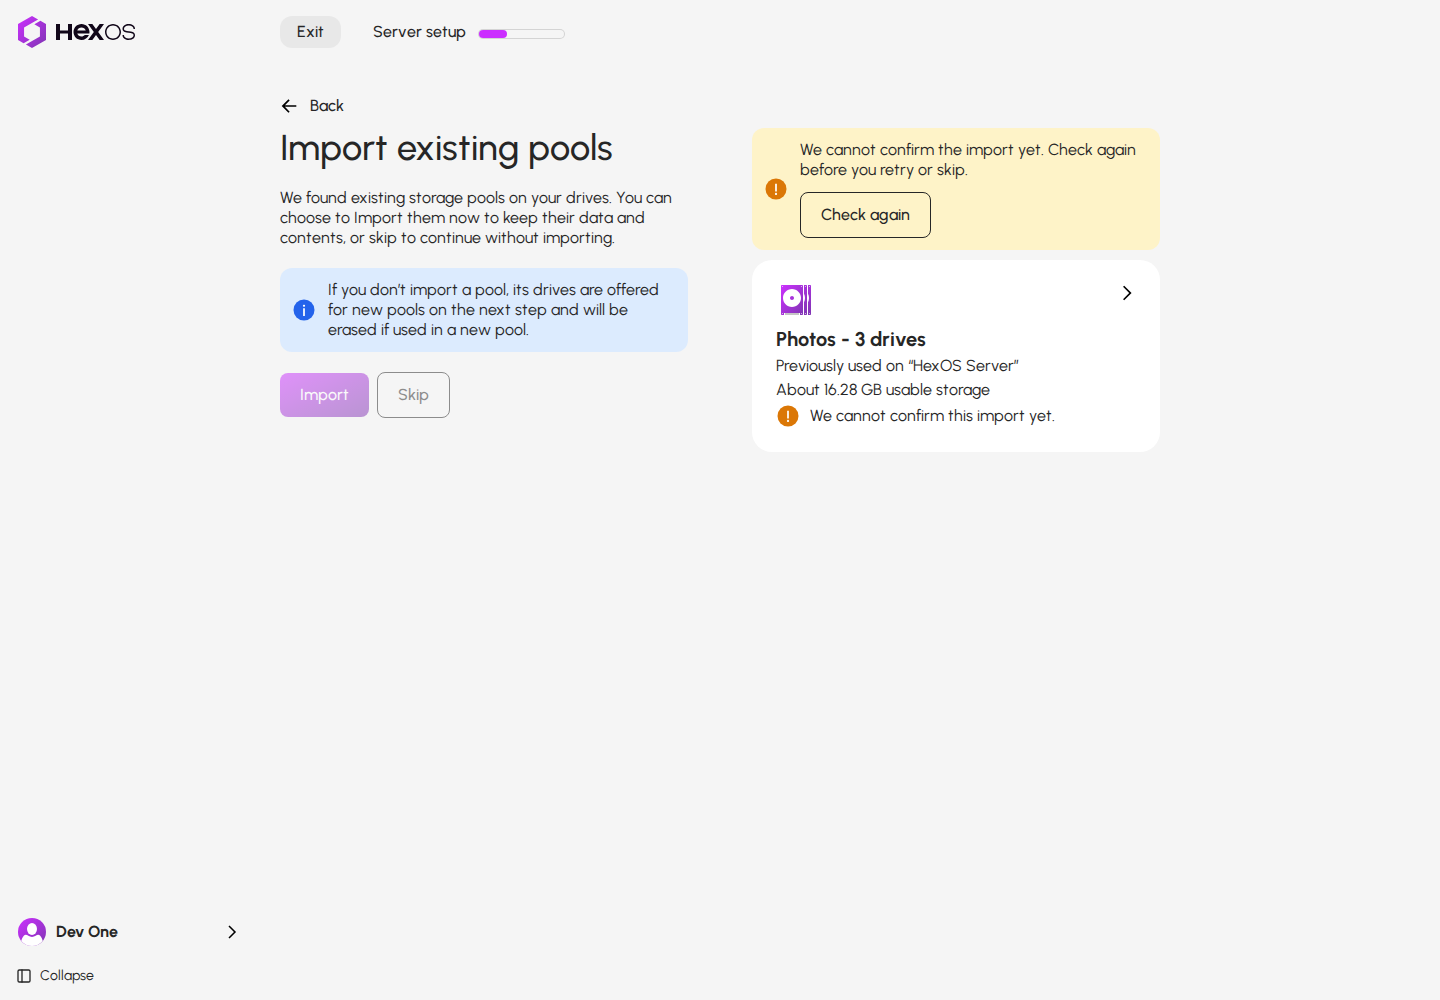 HexOS
Exit
Server setup
Back
Import existing pools
We found existing storage pools on your drives. You can
choose to Import them now to keep their data and
contents, or skip to continue without importing.
If you don’t import a pool, its drives are offered
for new pools on the next step and will be
erased if used in a new pool.
Import
Skip
We cannot confirm the import yet. Check again
before you retry or skip.
Check again
Photos - 3 drives
Previously used on “HexOS Server”
About 16.28 GB usable storage
We cannot confirm this import yet.
Dev One
Collapse